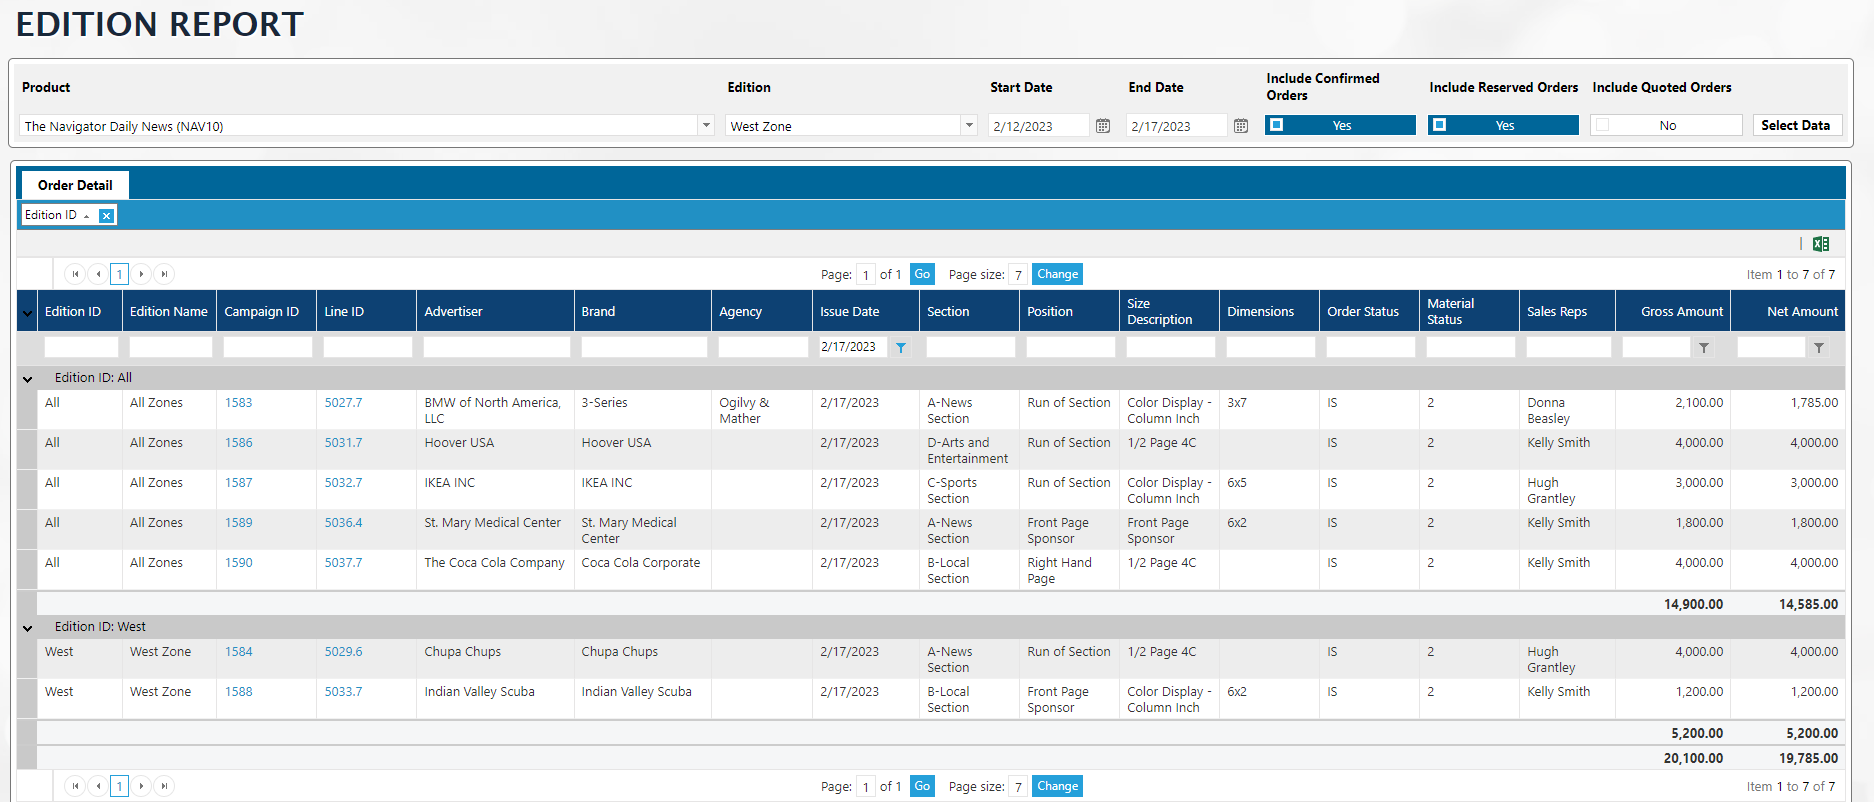 EDITION REPORT
Product Edition Start Date End Date Include Confirmed Orders Include Reserved Orders Include Quoted Orders
The Navigator Daily News (NAV10) West Zone 2/12/2023 2/17/2023 Yes Yes No Select Data
Order Detail
Edition ID
1 Page: 1 of 1 Go Page size: 7 Change Item 1 to 7 of 7
Edition ID Edition Name Campaign ID Line ID Advertiser Brand Agency Issue Date Section Position Size Description Dimensions Order Status Material Status Sales Reps Gross Amount Net Amount
2/17/2023
Edition ID: All
All All Zones 1583 5027.7 BMW of North America, LLC 3-Series Ogilvy & Mather 2/17/2023 A-News Section Run of Section Color Display - Column Inch 3x7 IS 2 Donna Beasley 2,100.00 1,785.00
All All Zones 1586 5031.7 Hoover USA Hoover USA 2/17/2023 D-Arts and Entertainment Run of Section 1/2 Page 4C IS 2 Kelly Smith 4,000.00 4,000.00
All All Zones 1587 5032.7 IKEA INC IKEA INC 2/17/2023 C-Sports Section Run of Section Color Display - Column Inch 6x5 IS 2 Hugh Grantley 3,000.00 3,000.00
All All Zones 1589 5036.4 St. Mary Medical Center St. Mary Medical Center 2/17/2023 A-News Section Front Page Sponsor Front Page Sponsor 6x2 IS 2 Kelly Smith 1,800.00 1,800.00
All All Zones 1590 5037.7 The Coca Cola Company Coca Cola Corporate 2/17/2023 B-Local Section Right Hand Page 1/2 Page 4C IS 2 Kelly Smith 4,000.00 4,000.00
14,900.00 14,585.00
Edition ID: West
West West Zone 1584 5029.6 Chupa Chups Chupa Chups 2/17/2023 A-News Section Run of Section 1/2 Page 4C IS 2 Hugh Grantley 4,000.00 4,000.00
West West Zone 1588 5033.7 Indian Valley Scuba Indian Valley Scuba 2/17/2023 B-Local Section Front Page Sponsor Color Display - Column Inch 6x2 IS 2 Kelly Smith 1,200.00 1,200.00
5,200.00 5,200.00
20,100.00 19,785.00
1 Page: 1 of 1 Go Page size: 7 Change Item 1 to 7 of 7